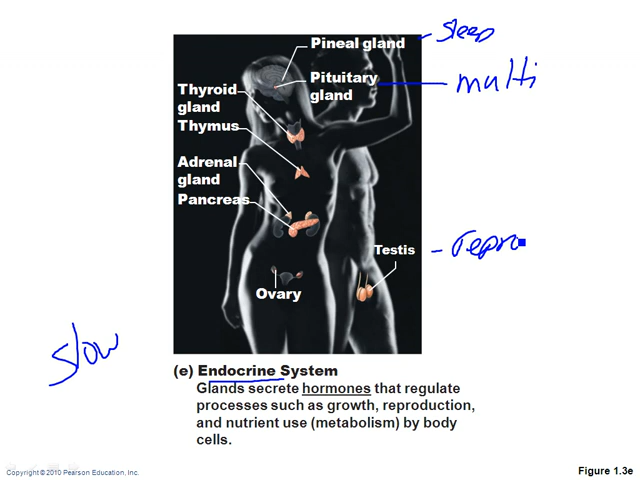 Pineal gland
sleep
Pituitary
gland
multi
Thyroid
gland
Thymus
Adrenal
gland
Pancreas
Testis
repro
Ovary
slow
(e) Endocrine System
Glands secrete hormones that regulate
processes such as growth, reproduction,
and nutrient use (metabolism) by body
cells.
Copyright © 2010 Pearson Education, Inc.
Figure 1.3e